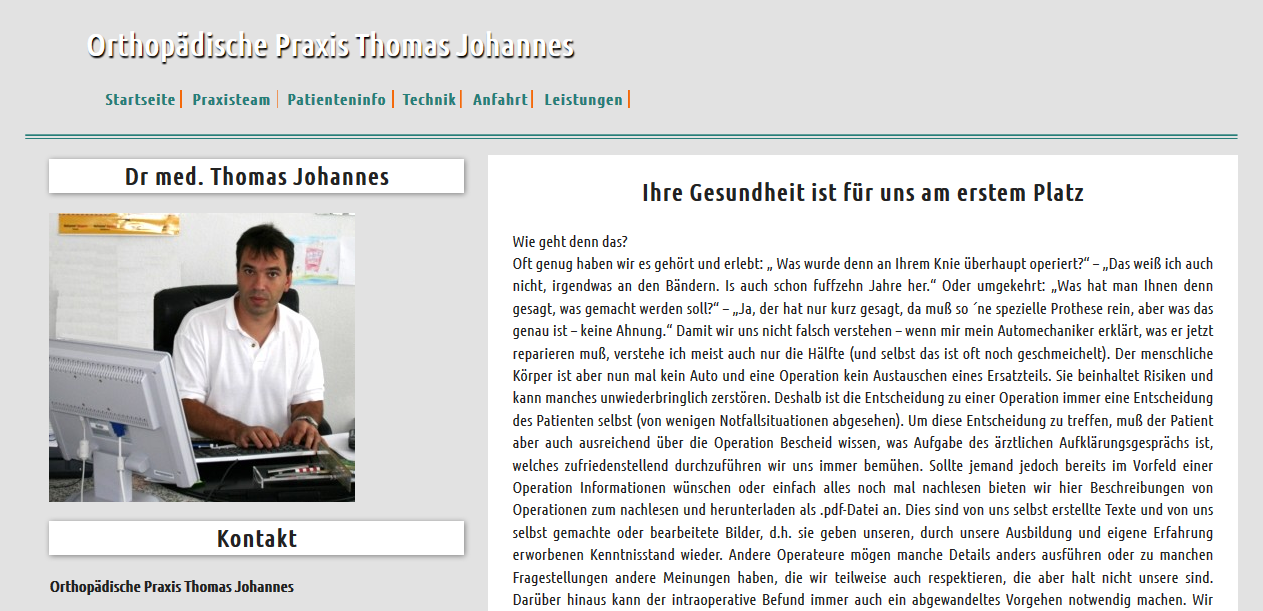 Orthopädische Praxis Thomas Johannes
Startseite Praxisteam Patienteninfo Technik Anfahrt Leistungen
Dr med. Thomas Johannes
Kontakt
Orthopädische Praxis Thomas Johannes
Ihre Gesundheit ist für uns am erstem Platz
Wie geht denn das?
Oft genug haben wir es gehört und erlebt: „ Was wurde denn an Ihrem Knie überhaupt operiert?“ – „Das weiß ich auch
nicht, irgendwas an den Bändern. Is auch schon fuffzehn Jahre her.“ Oder umgekehrt: „Was hat man Ihnen denn
gesagt, was gemacht werden soll?“ – „Ja, der hat nur kurz gesagt, da muß so ´ne spezielle Prothese rein, aber was das
genau ist – keine Ahnung.“ Damit wir uns nicht falsch verstehen – wenn mir mein Automechaniker erklärt, was er jetzt
reparieren muß, verstehe ich meist auch nur die Hälfte (und selbst das ist oft noch geschmeichelt). Der menschliche
Körper ist aber nun mal kein Auto und eine Operation kein Austauschen eines Ersatzteils. Sie beinhaltet Risiken und
kann manches unwiederbringlich zerstören. Deshalb ist die Entscheidung zu einer Operation immer eine Entscheidung
des Patienten selbst (von wenigen Notfallsituationen abgesehen). Um diese Entscheidung zu treffen, muß der Patient
aber auch ausreichend über die Operation Bescheid wissen, was Aufgabe des ärztlichen Aufklärungsgesprächs ist,
welches zufriedenstellend durchzuführen wir uns immer bemühen. Sollte jemand jedoch bereits im Vorfeld einer
Operation Informationen wünschen oder einfach alles noch mal nachlesen bieten wir hier Beschreibungen von
Operationen zum nachlesen und herunterladen als .pdf-Datei an. Dies sind von uns selbst erstellte Texte und von uns
selbst gemachte oder bearbeitete Bilder, d.h. sie geben unseren, durch unsere Ausbildung und eigene Erfahrung
erworbenen Kenntnisstand wieder. Andere Operateure mögen manche Details anders ausführen oder zu manchen
Fragestellungen andere Meinungen haben, die wir teilweise auch respektieren, die aber halt nicht unsere sind.
Darüber hinaus kann der intraoperative Befund immer auch ein abgewandeltes Vorgehen notwendig machen. Wir